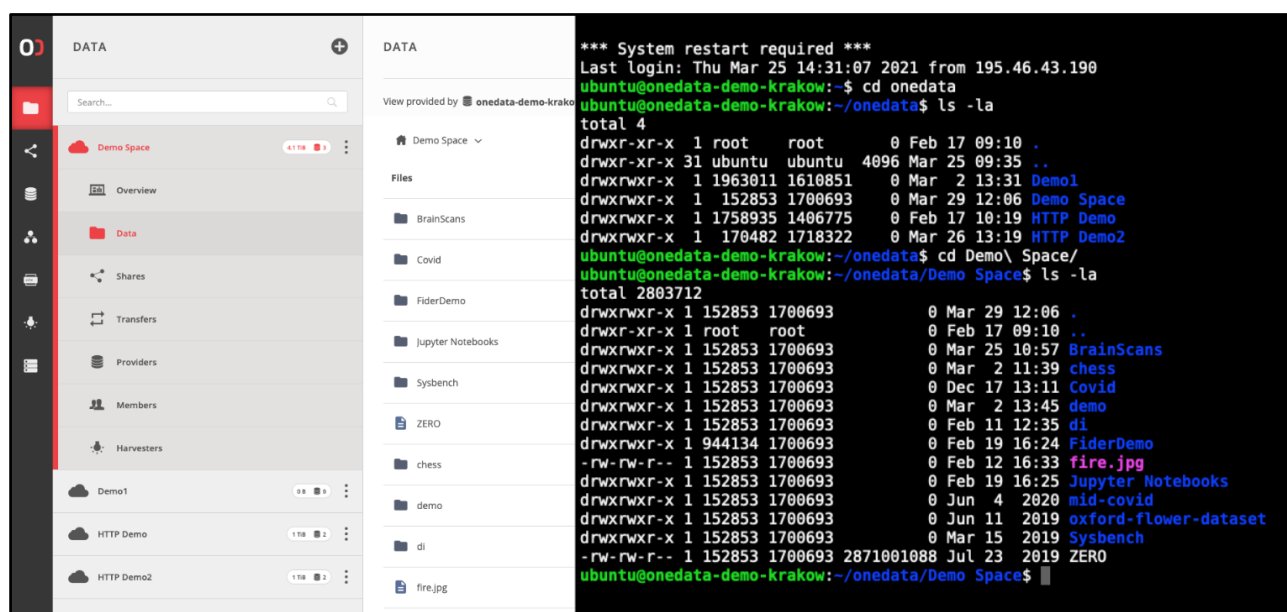 DATA
Search...
Demo Space
4.1 TiB 3
Overview
Data
Shares
Transfers
Providers
Members
Harvesters
Demo1
0 B 0
HTTP Demo
1 TiB 2
HTTP Demo2
1 TiB 2
DATA
View provided by onedata-demo-krako
Demo Space
Files
BrainScans
Covid
FiderDemo
Jupyter Notebooks
Sysbench
ZERO
chess
demo
di
fire.jpg
*** System restart required ***
Last login: Thu Mar 25 14:31:07 2021 from 195.46.43.190
ubuntu@onedata-demo-krakow:~$ cd onedata
ubuntu@onedata-demo-krakow:~/onedata$ ls -la
total 4
drwxr-xr-x 1 root root 0 Feb 17 09:10 .
drwxr-xr-x 31 ubuntu ubuntu 4096 Mar 25 09:35 ..
drwxrwxr-x 1 1963011 1610851 0 Mar 2 13:31 Demo1
drwxrwxr-x 1 152853 1700693 0 Mar 29 12:06 Demo Space
drwxrwxr-x 1 1758935 1406775 0 Feb 17 10:19 HTTP Demo
drwxrwxr-x 1 170482 1718322 0 Mar 26 13:19 HTTP Demo2
ubuntu@onedata-demo-krakow:~/onedata$ cd Demo\ Space/
ubuntu@onedata-demo-krakow:~/onedata/Demo Space$ ls -la
total 2803712
drwxrwxr-x 1 152853 1700693 0 Mar 29 12:06 .
drwxr-xr-x 1 root root 0 Feb 17 09:10 ..
drwxrwxr-x 1 152853 1700693 0 Mar 25 10:57 BrainScans
drwxrwxr-x 1 152853 1700693 0 Mar 2 11:39 chess
drwxrwxr-x 1 152853 1700693 0 Dec 17 13:11 Covid
drwxrwxr-x 1 152853 1700693 0 Mar 2 13:45 demo
drwxrwxr-x 1 152853 1700693 0 Feb 11 12:35 di
drwxrwxr-x 1 944134 1700693 0 Feb 19 16:24 FiderDemo
-rw-rw-r-- 1 152853 1700693 0 Feb 12 16:33 fire.jpg
drwxrwxr-x 1 152853 1700693 0 Feb 19 16:25 Jupyter Notebooks
drwxrwxr-x 1 152853 1700693 0 Jun 4 2020 mid-covid
drwxrwxr-x 1 152853 1700693 0 Jun 11 2019 oxford-flower-dataset
drwxrwxr-x 1 152853 1700693 0 Mar 15 2019 Sysbench
-rw-rw-r-- 1 152853 1700693 2871001088 Jul 23 2019 ZERO
ubuntu@onedata-demo-krakow:~/onedata/Demo Space$